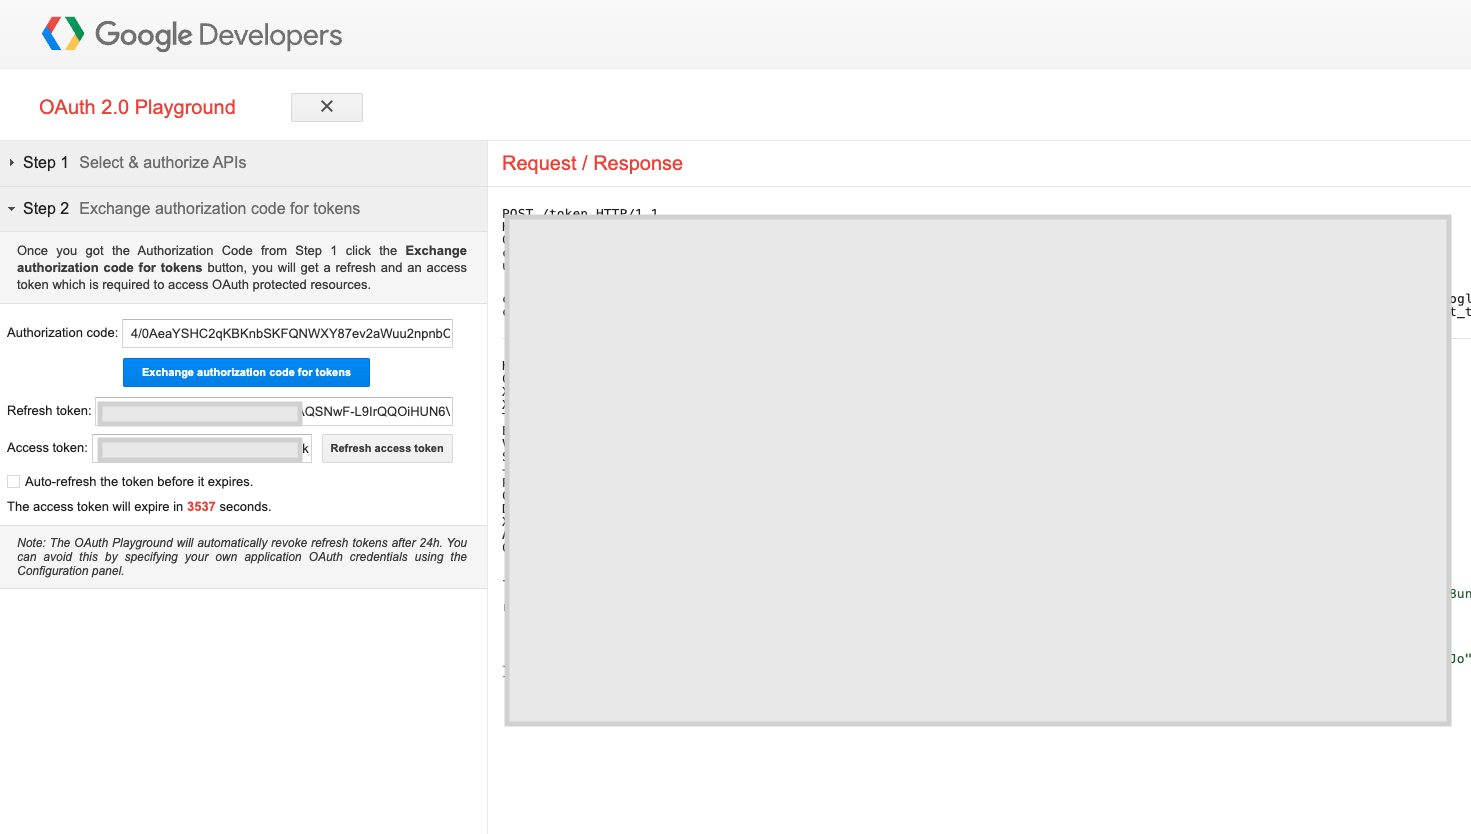 Google Developers
OAuth 2.0 Playground
Step 1 Select & authorize APIs
Step 2 Exchange authorization code for tokens
Once you got the Authorization Code from Step 1 click the Exchange
authorization code for tokens button, you will get a refresh and an access
token which is required to access OAuth protected resources.
Authorization code: 4/0AeaYSHC2qKBKnbSKFQNWXY87ev2aWuu2npnbC
Exchange authorization code for tokens
Refresh token: QSNwF-L9IrQQOiHUN6
Access token: k Refresh access token
Auto-refresh the token before it expires.
The access token will expire in 3537 seconds.
Note: The OAuth Playground will automatically revoke refresh tokens after 24h. You
can avoid this by specifying your own application OAuth credentials using the
Configuration panel.
Request / Response
POST /token HTTP/1.1
ogl
t_t
Bun
Jo"